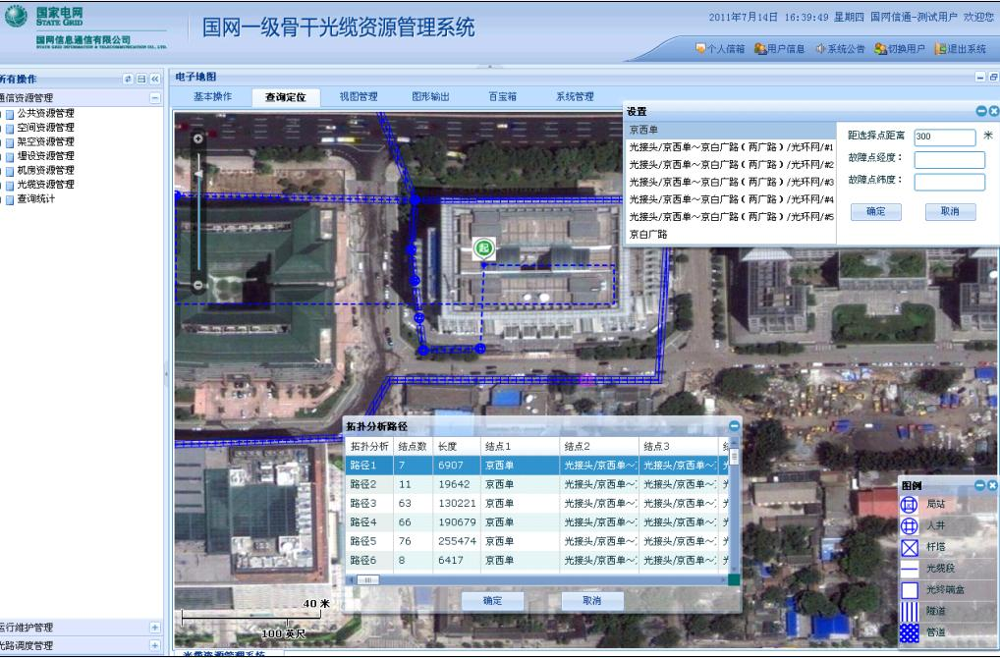 国家电网
STATE GRID
国网信息通信有限公司
STATE GRID INFORMATION & TELECOMMUNICATION CO., LTD.
国网一级骨干光缆资源管理系统
2011年7月14日 16:39:49 星期四 国网信通-测试用户 欢迎您
个人信箱 用户信息 系统公告 切换用户 退出系统
所有操作
通信资源管理
公共资源管理
空间资源管理
架空资源管理
埋设资源管理
机房资源管理
光缆资源管理
查询统计
运行维护管理
光路调度管理
电子地图
基本操作 查询定位 视图管理 图形输出 百宝箱 系统管理
起
设置
京西单
光接头/京西单～京白广路(两广路)/光环网/#1
光接头/京西单～京白广路(两广路)/光环网/#2
光接头/京西单～京白广路(两广路)/光环网/#3
光接头/京西单～京白广路(两广路)/光环网/#4
光接头/京西单～京白广路(两广路)/光环网/#5
京白广路
距选择点距离 300 米
故障点经度：
故障点纬度：
确定 取消
拓扑分析路径
拓扑分析 结点数 长度 结点1 结点2 结点3
路径1 7 6907 京西单 光接头/京西单～ 光接头/京西单～
路径2 11 19642 京西单 光接头/京西单～ 光接头/京西单～
路径3 63 130221 京西单 光接头/京西单～ 光接头/京西单～
路径4 66 190679 京西单 光接头/京西单～ 光接头/京西单～
路径5 76 255474 京西单 光接头/京西单～ 光接头/京西单～
路径6 8 6417 京西单 光接头/京西单～ 光接头/京西单～
确定 取消
图例
局站
人井
杆塔
光缆段
光终端盒
隧道
管道
40 米
100 英尺
光缆资源管理系统